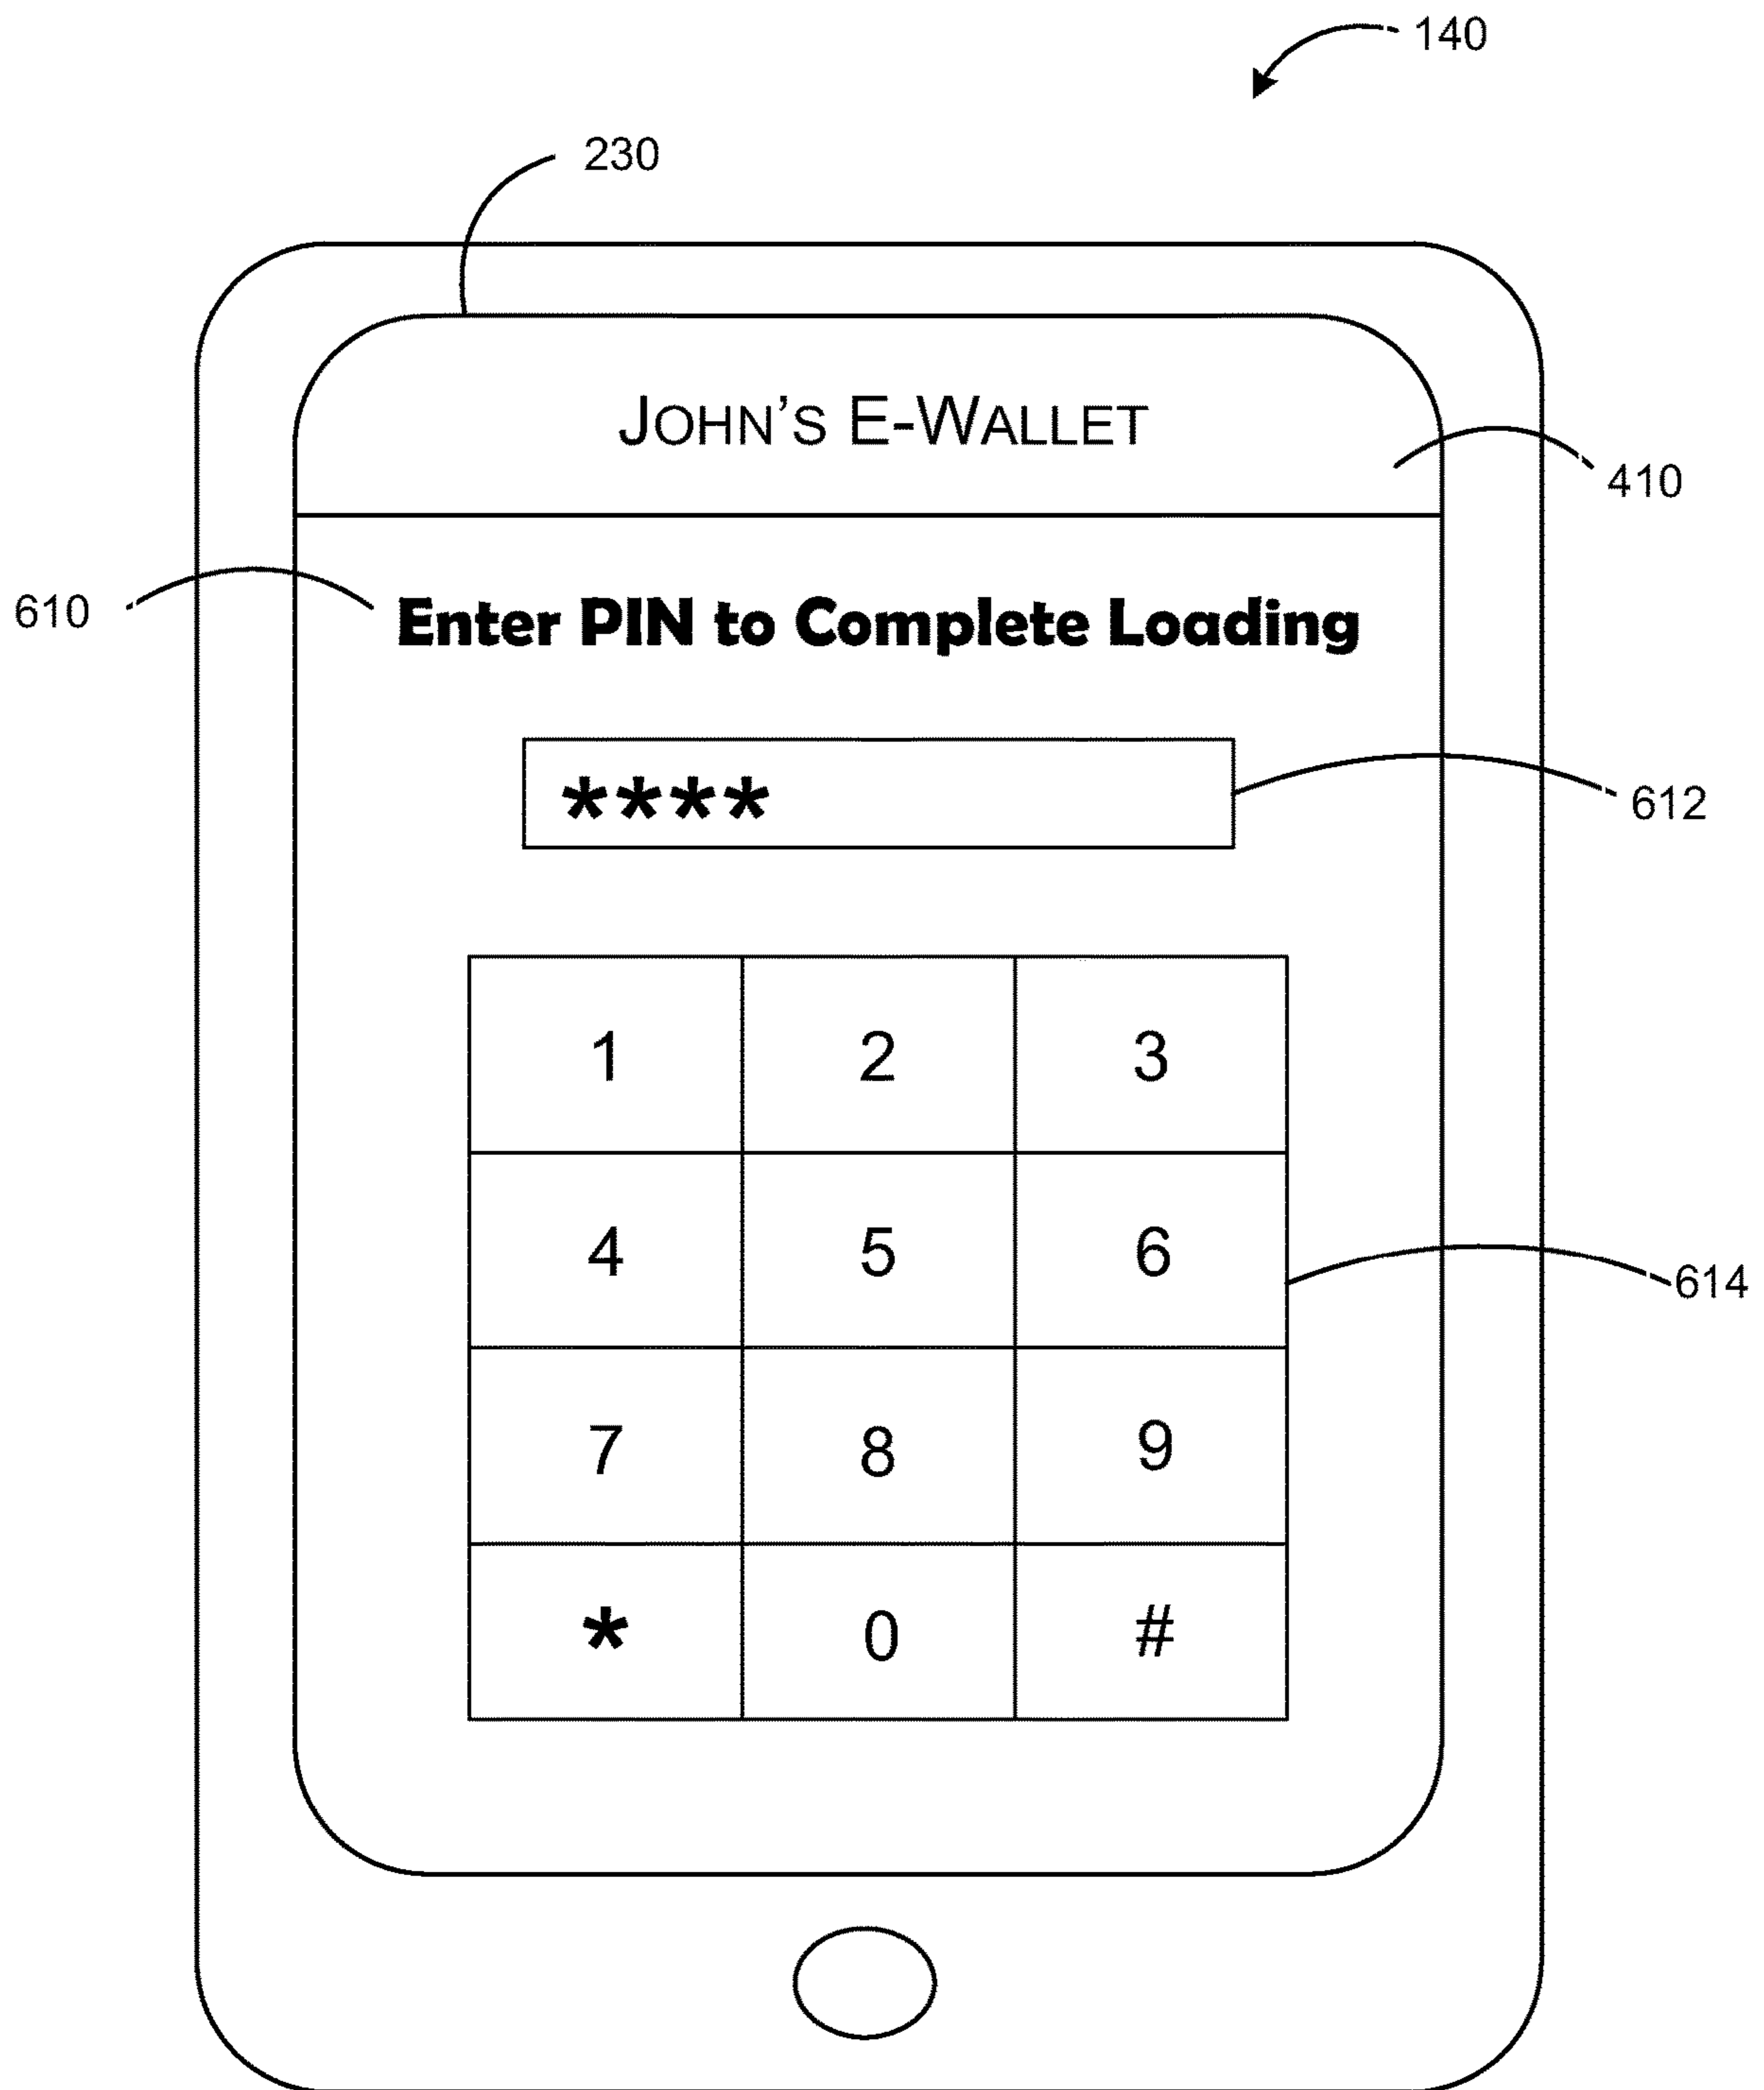 140
230
JOHN'S E-WALLET
410
610
Enter PIN to Complete Loading
****
612
1 2 3
4 5 6
614
7 8 9
* 0 #